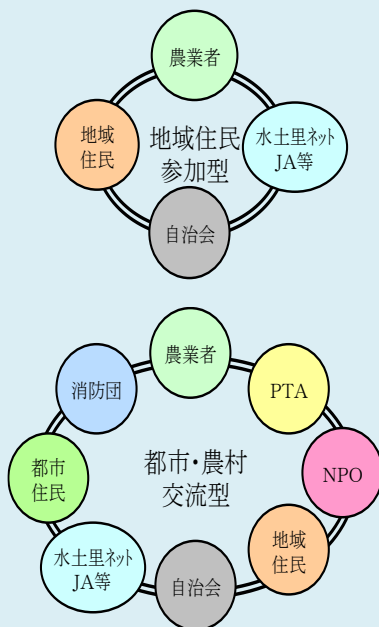 農業者
地域
住民
地域住民
参加型
水土里ネット
JA等
自治会
農業者
消防団
PTA
都市
住民
都市・農村
交流型
NPO
水土里ネット
JA等
地域
住民
自治会